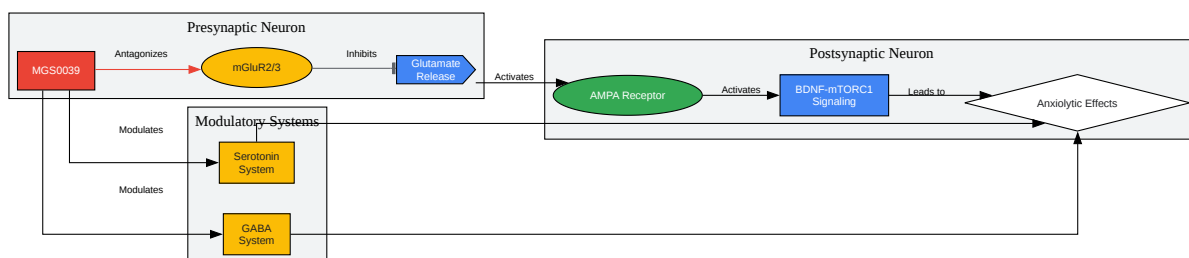 Presynaptic Neuron
MGS0039
Antagonizes
mGluR2/3
Inhibits
Glutamate
Release
Activates
Postsynaptic Neuron
AMPA Receptor
Activates
BDNF-mTORC1
Signaling
Leads to
Anxiolytic Effects
Modulatory Systems
Modulates
Serotonin
System
Modulates
GABA
System